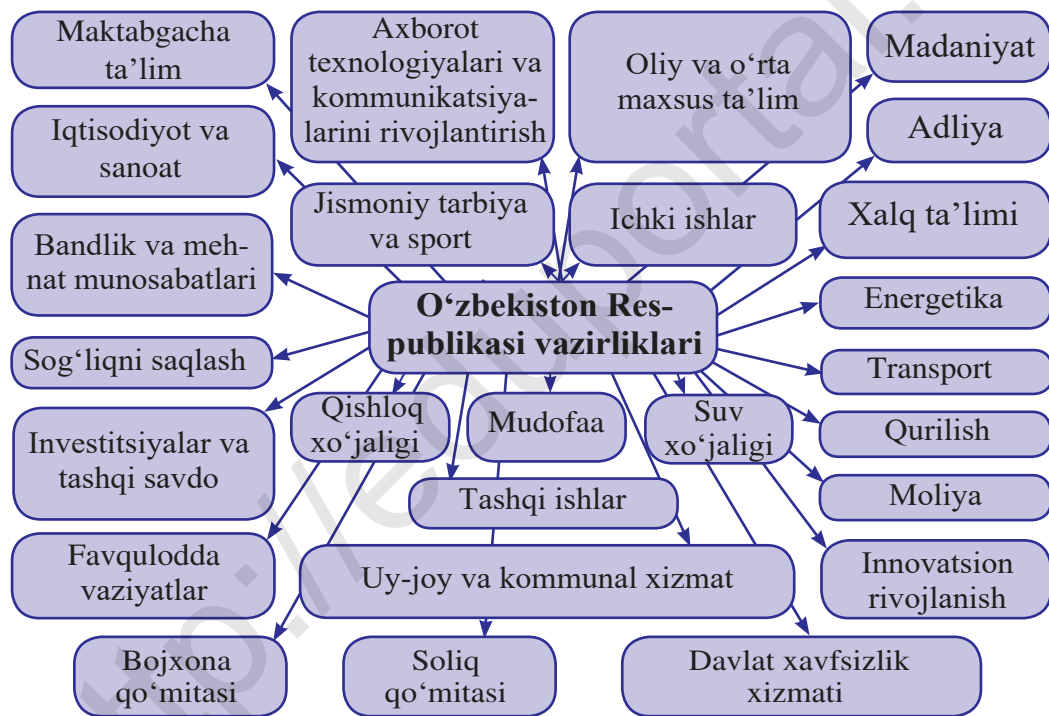 Maktabgacha
ta’lim
Axborot
texnologiyalari va
kommunikatsiya-
larini rivojlantirish
Oliy va o‘rta
maxsus ta’lim
Madaniyat
Iqtisodiyot va
sanoat
Adliya
Jismoniy tarbiya
va sport
Ichki ishlar
Xalq ta’limi
Bandlik va meh-
nat munosabatlari
O‘zbekiston Res-
publikasi vazirliklari
Energetika
Sog‘liqni saqlash
Transport
Qishloq
xo‘jaligi
Mudofaa
Suv
xo‘jaligi
Qurilish
Investitsiyalar va
tashqi savdo
Tashqi ishlar
Moliya
Favqulodda
vaziyatlar
Uy-joy va kommunal xizmat
Innovatsion
rivojlanish
Bojxona
qo‘mitasi
Soliq
qo‘mitasi
Davlat xavfsizlik
xizmati
http://eduportal.